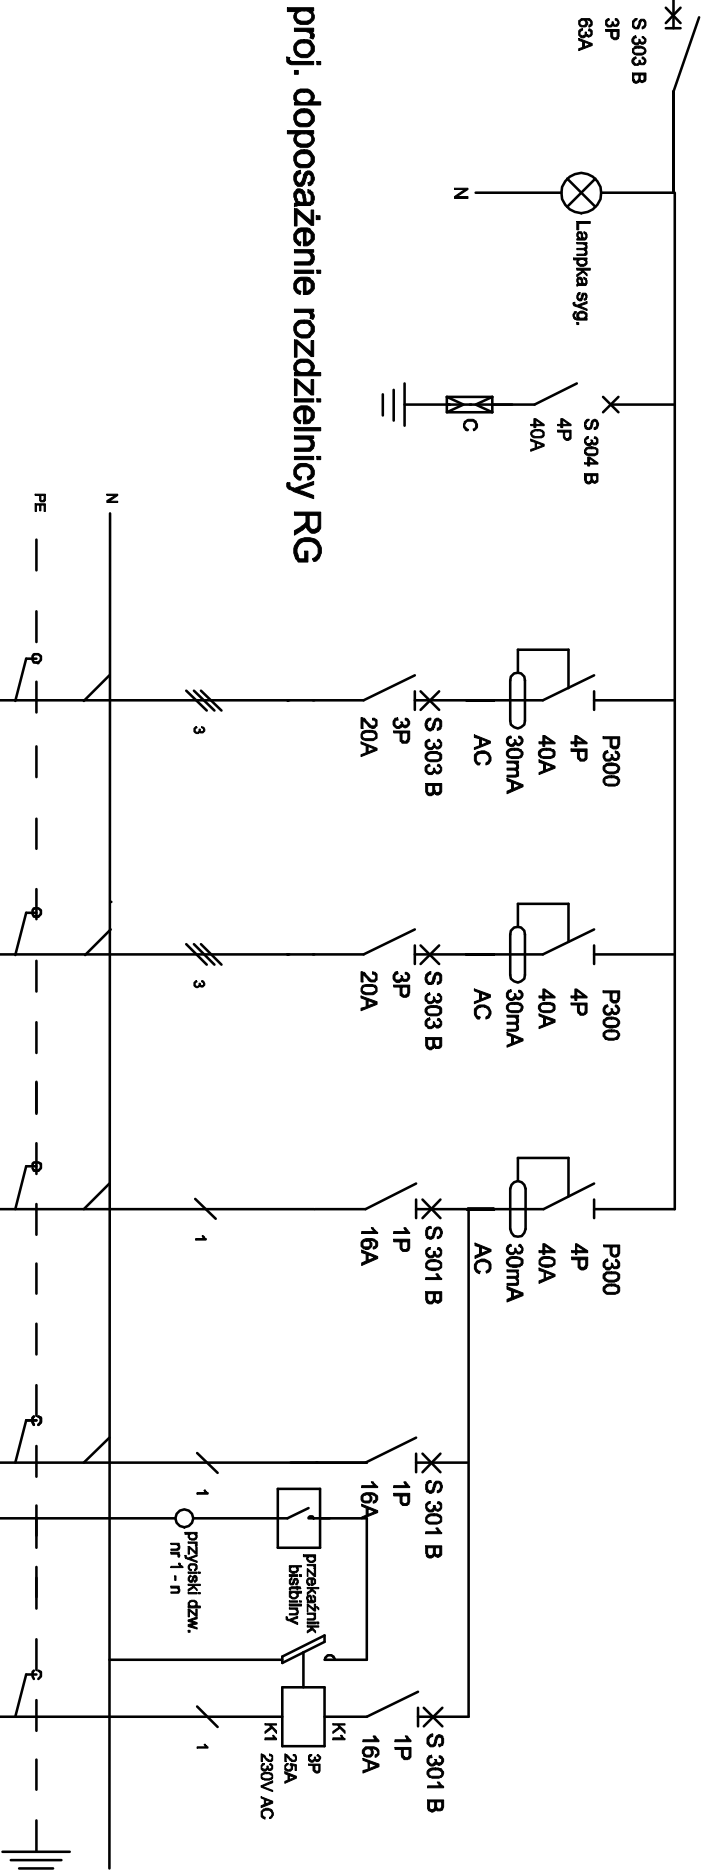 S 303 B
3P
63A
N
Lampka syg.
S 304 B
4P
40A
C
proj. doposażenie rozdzielnicy RG
N
PE
P300
4P
40A
30mA
AC
S 303 B
3P
20A
3
P300
4P
40A
30mA
AC
S 303 B
3P
20A
3
P300
4P
40A
30mA
AC
S 301 B
1P
16A
1
S 301 B
1P
16A
1
przekaźnik
bistbilny
przyciski dzw.
nr 1 - n
S 301 B
1P
16A
K1
K1
3P
25A
230V AC
1